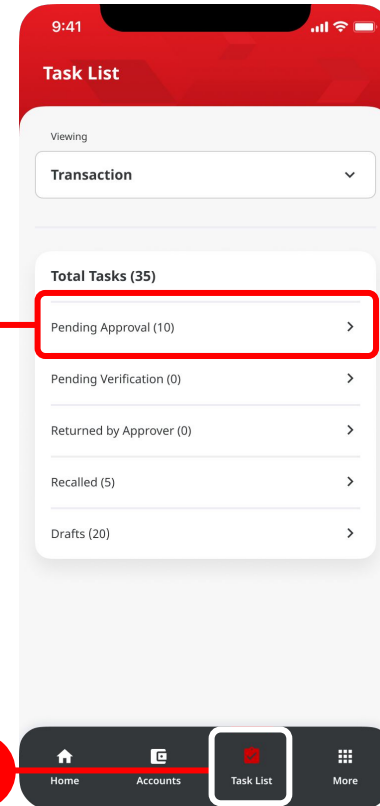 9:41
Task List
Viewing
Transaction
Total Tasks (35)
Pending Approval (10)
Pending Verification (0)
Returned by Approver (0)
Recalled (5)
Drafts (20)
Home
Accounts
Task List
More